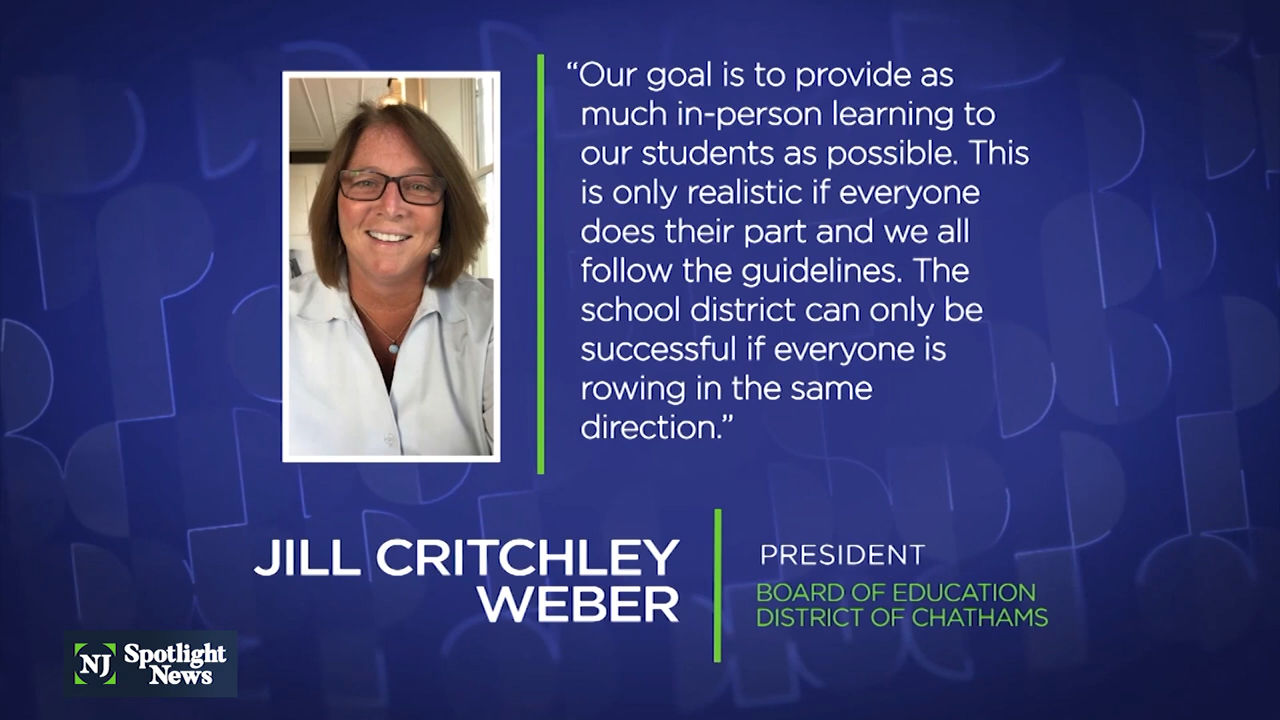 “Our goal is to provide as
much in-person learning to
our students as possible. This
is only realistic if everyone
does their part and we all
follow the guidelines. The
school district can only be
successful if everyone is
rowing in the same
direction.”
JILL CRITCHLEY
WEBER
PRESIDENT
BOARD OF EDUCATION
DISTRICT OF CHATHAMS
NJ Spotlight
News